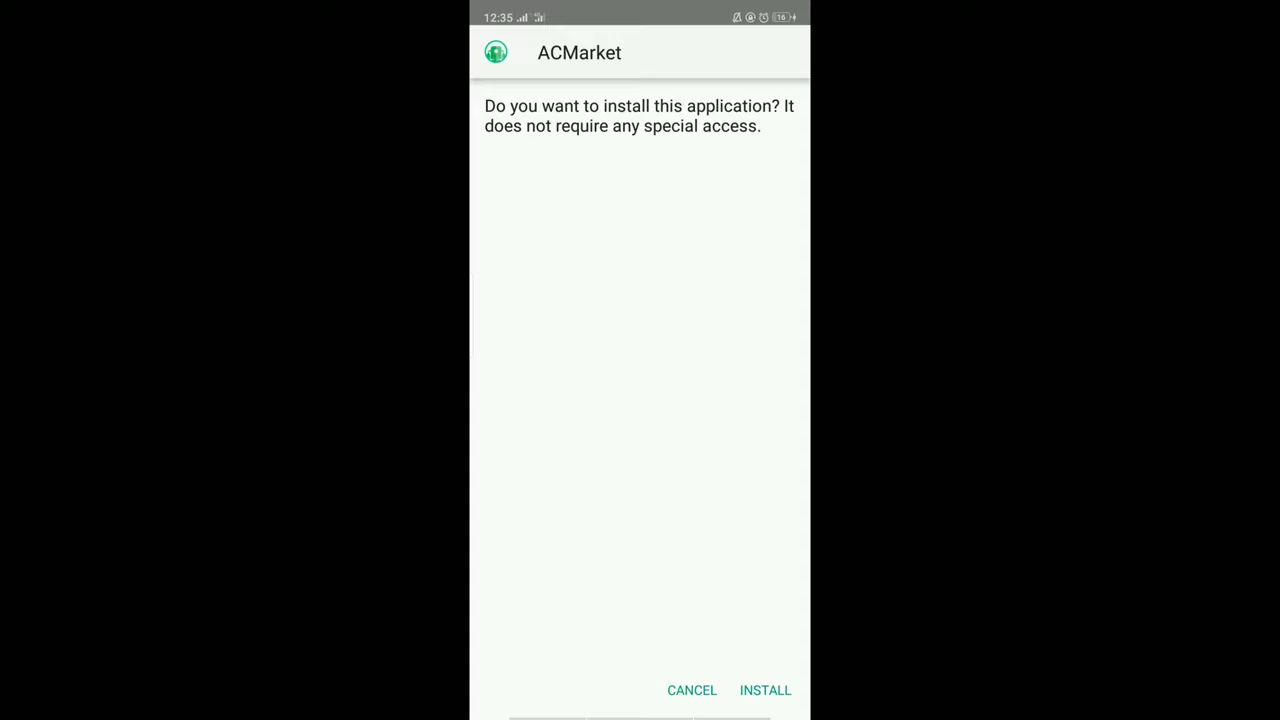 12:35
16
ACMarket
Do you want to install this application? It
does not require any special access.
CANCEL
INSTALL